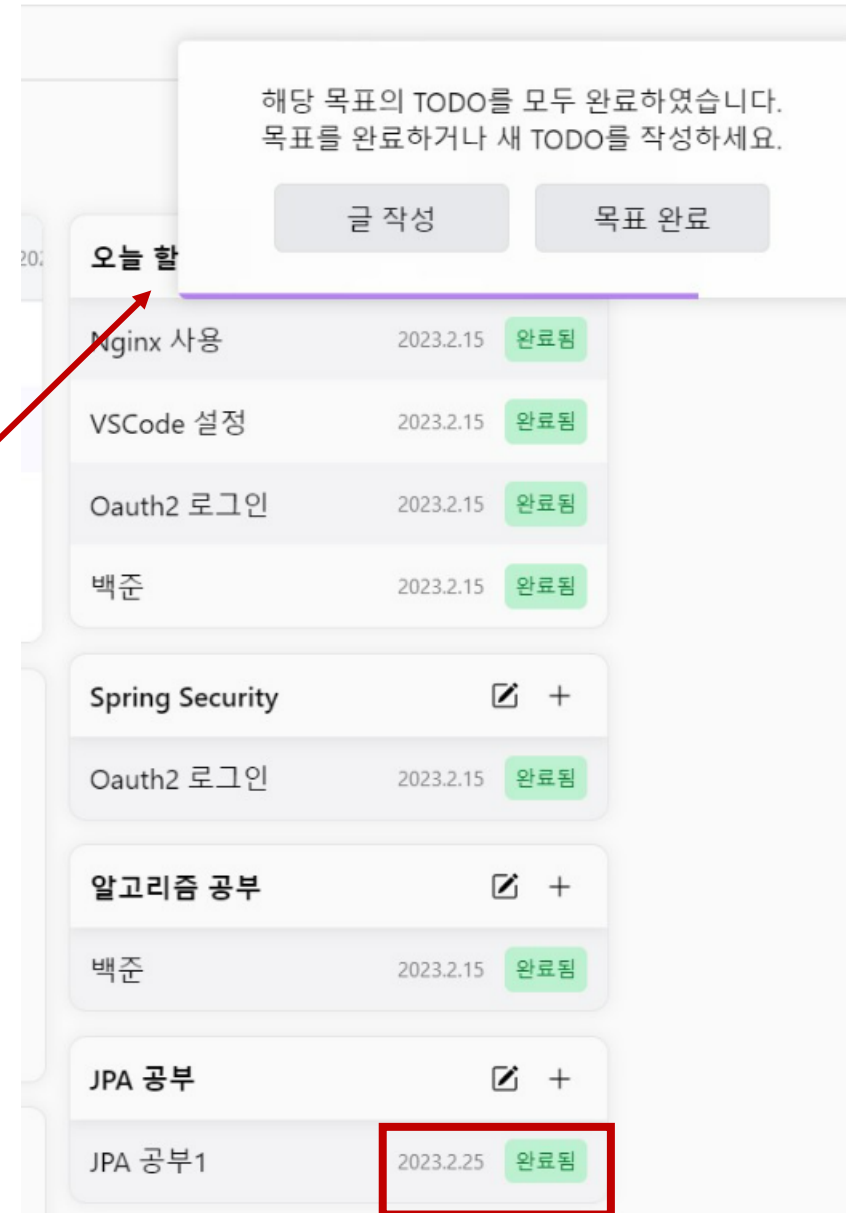 해당 목표의 TODO를 모두 완료하였습니다.
목표를 완료하거나 새 TODO를 작성하세요.
글 작성 목표 완료
오늘 할
Nginx 사용 2023.2.15 완료됨
VSCode 설정 2023.2.15 완료됨
Oauth2 로그인 2023.2.15 완료됨
백준 2023.2.15 완료됨
Spring Security
Oauth2 로그인 2023.2.15 완료됨
알고리즘 공부
백준 2023.2.15 완료됨
JPA 공부
JPA 공부1 2023.2.25 완료됨